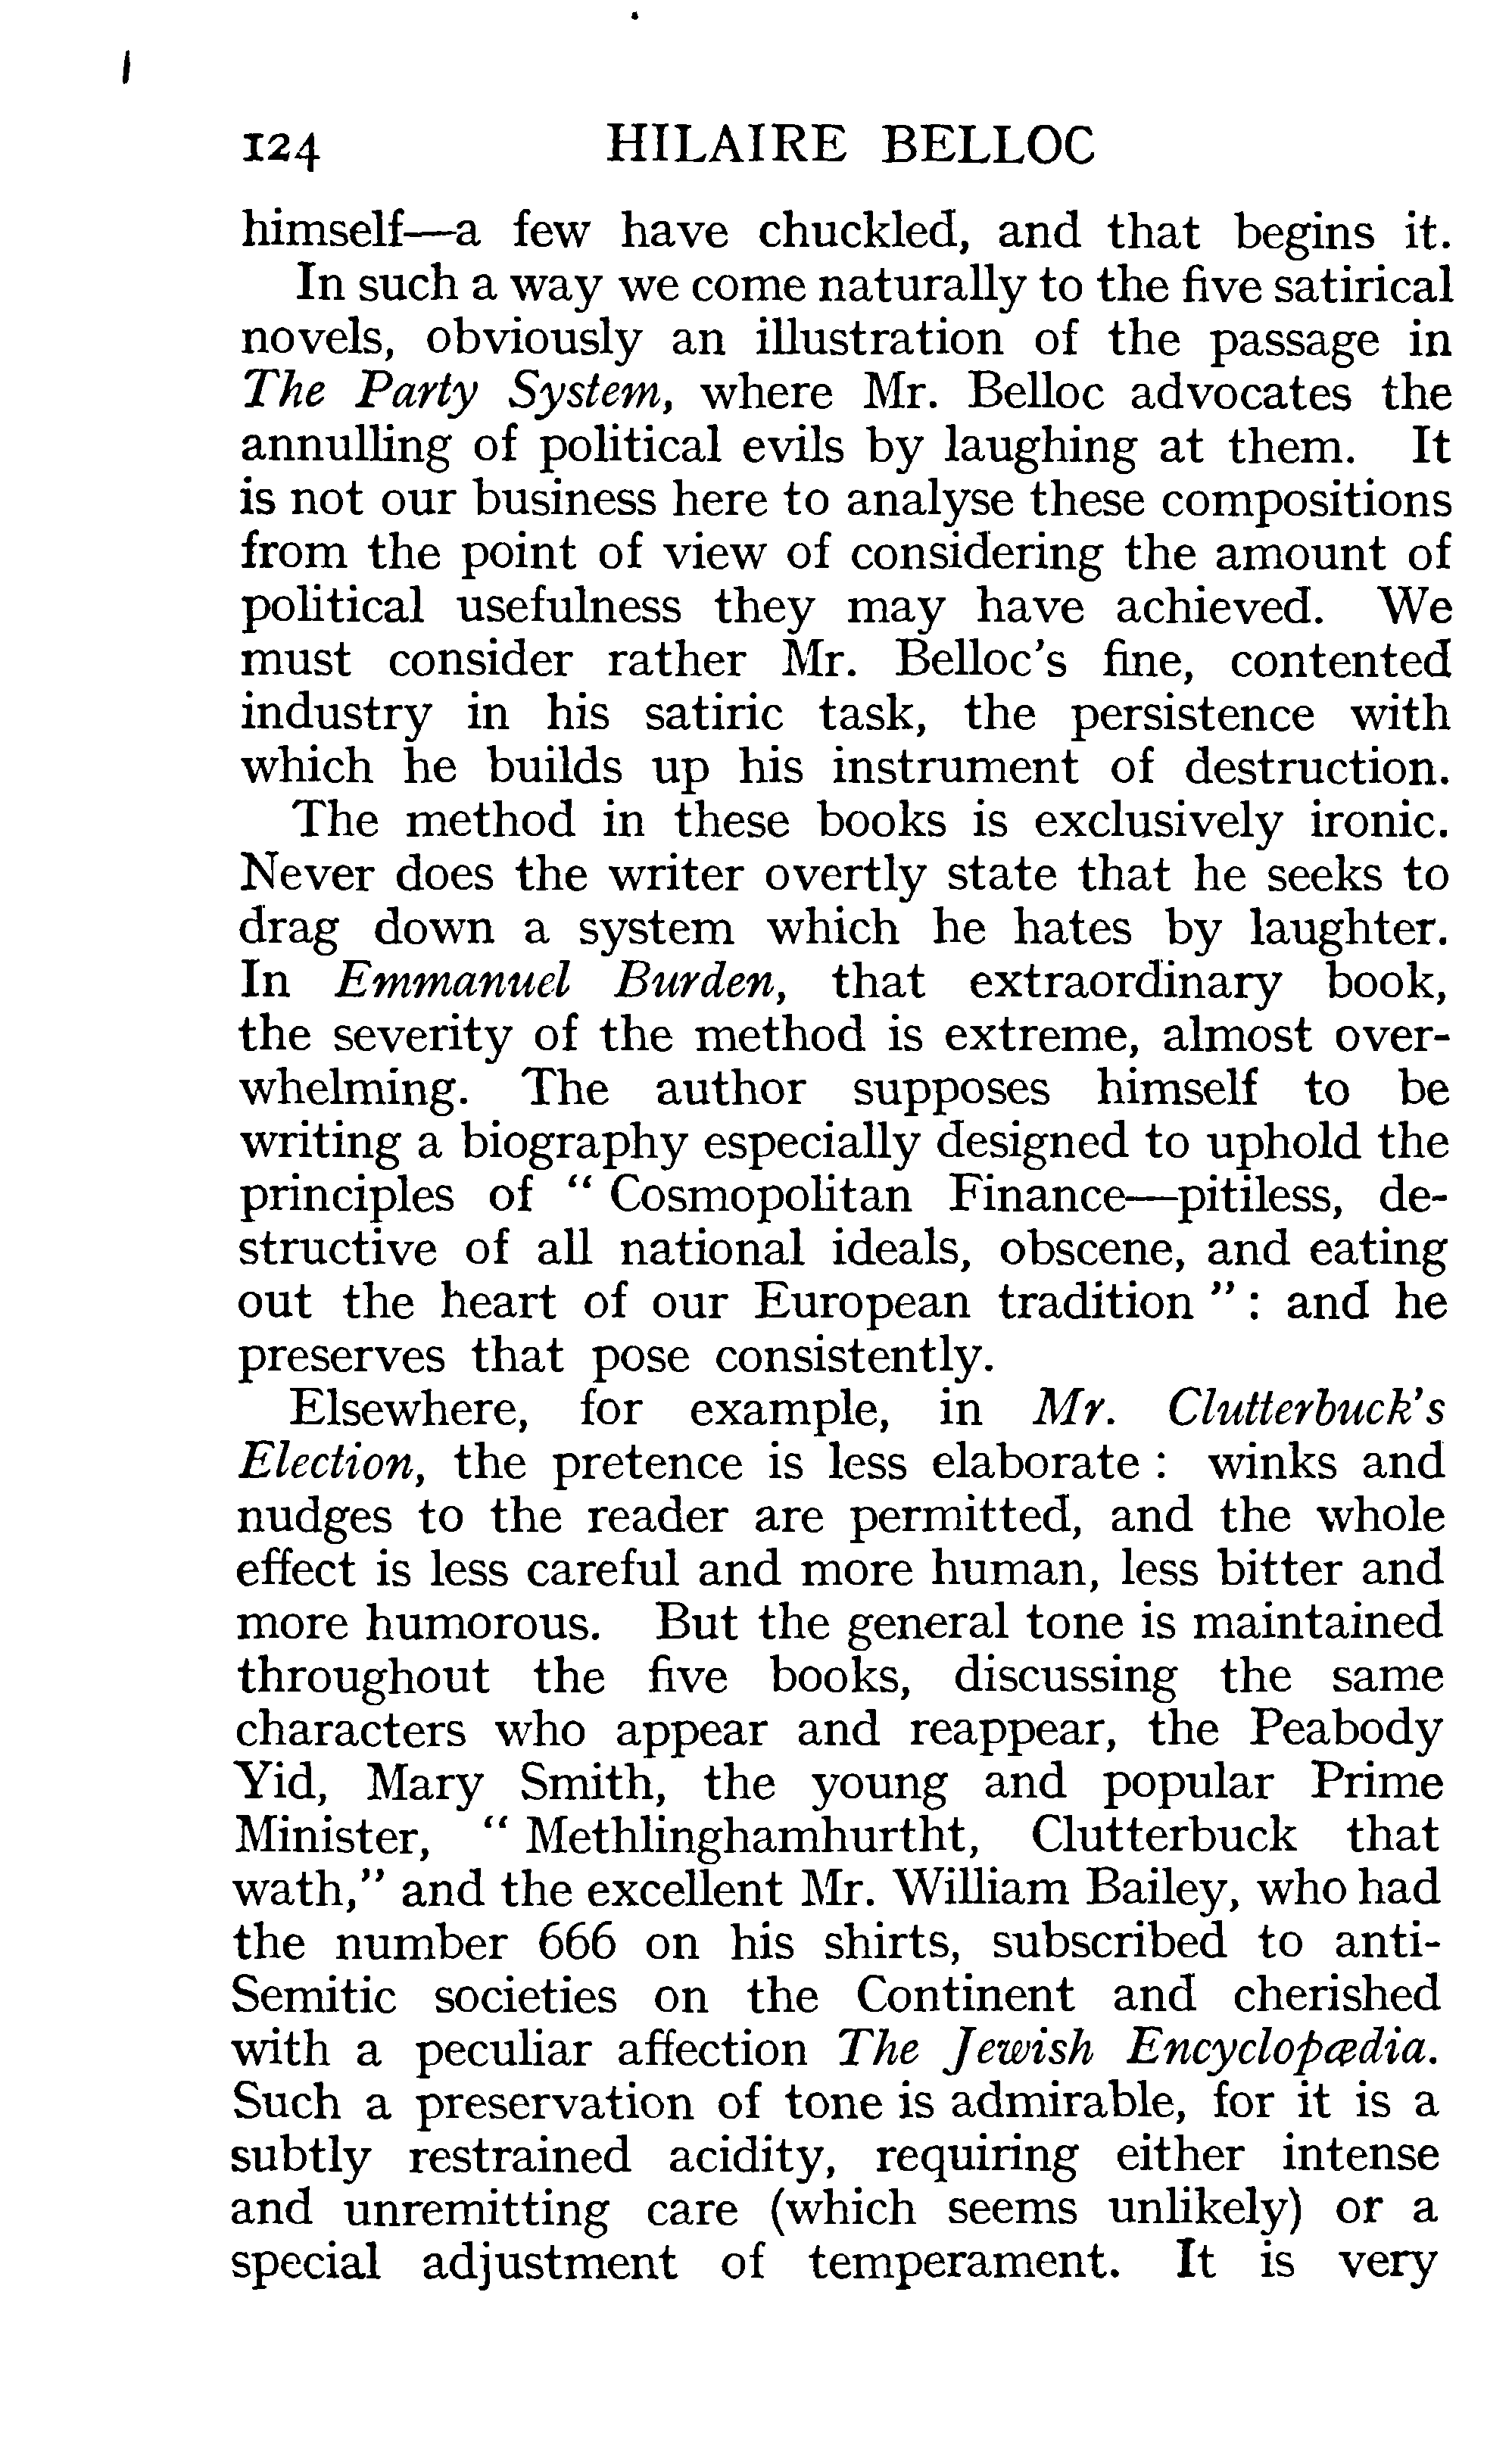 124 HILAIRE BELLOC
himself—a few have chuckled, and that begins it.
In such a way we come naturally to the five satirical
novels, obviously an illustration of the passage in
The Party System, where Mr. Belloc advocates the
annulling of political evils by laughing at them. It
is not our business here to analyse these compositions
from the point of view of considering the amount of
political usefulness they may have achieved. We
must consider rather Mr. Belloc's fine, contented
industry in his satiric task, the persistence with
which he builds up his instrument of destruction.
The method in these books is exclusively ironic.
Never does the writer overtly state that he seeks to
drag down a system which he hates by laughter.
In Emmanuel Burden, that extraordinary book,
the severity of the method is extreme, almost over-
whelming. The author supposes himself to be
writing a biography especially designed to uphold the
principles of “ Cosmopolitan Finance—pitiless, de-
structive of all national ideals, obscene, and eating
out the heart of our European tradition ” : and he
preserves that pose consistently.
Elsewhere, for example, in Mr. Clutterbuck's
Election, the pretence is less elaborate : winks and
nudges to the reader are permitted, and the whole
effect is less careful and more human, less bitter and
more humorous. But the general tone is maintained
throughout the five books, discussing the same
characters who appear and reappear, the Peabody
Yid, Mary Smith, the young and popular Prime
Minister, “ Methlinghamhurtht, Clutterbuck that
wath,” and the excellent Mr. William Bailey, who had
the number 666 on his shirts, subscribed to anti-
Semitic societies on the Continent and cherished
with a peculiar affection The Jewish Encyclopædia.
Such a preservation of tone is admirable, for it is a
subtly restrained acidity, requiring either intense
and unremitting care (which seems unlikely) or a
special adjustment of temperament. It is very